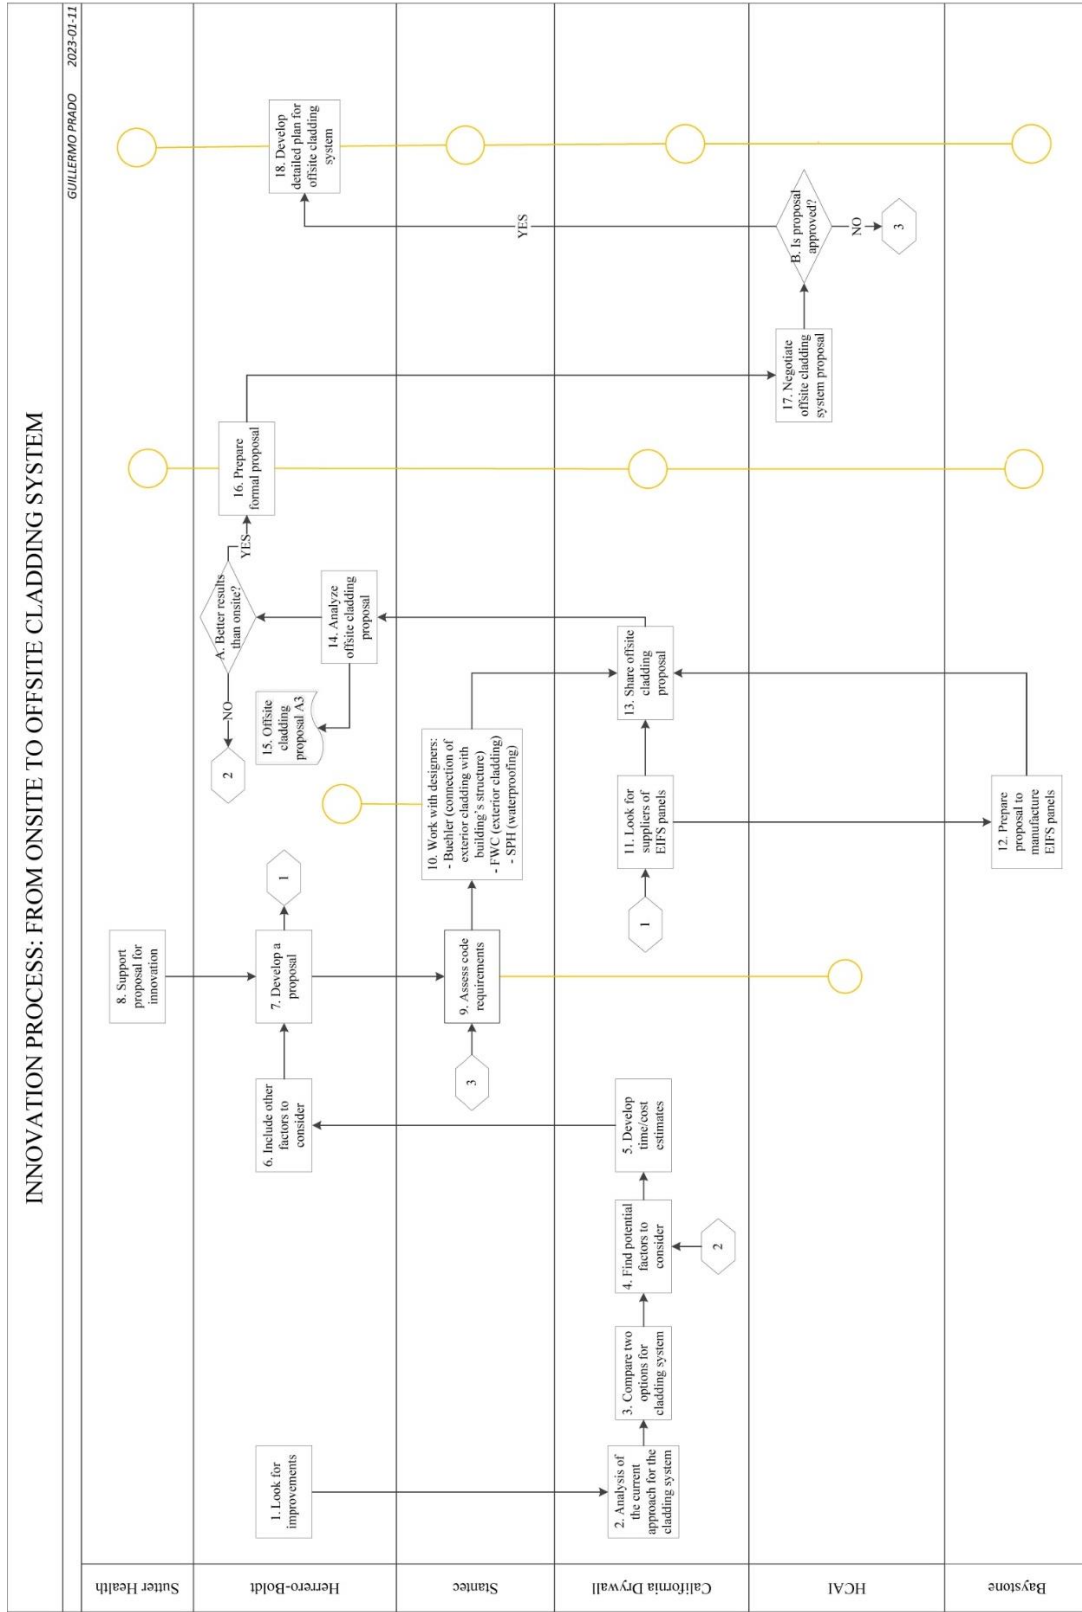 INNOVATION PROCESS: FROM ONSITE TO OFFSITE CLADDING SYSTEM
GUILLERMO PRADO 2023-01-11
Sutter Health
8. Support
proposal for
innovation
Herrero-Boldt
1. Look for
improvements
6. Include other
factors to
consider
7. Develop a
proposal
1
2
NO
15. Offsite
cladding
proposal A3
A. Better results
than onsite?
14. Analyze
offsite cladding
proposal
YES
16. Prepare
formal proposal
18. Develop
detailed plan for
offsite cladding
system
Stantec
3
9. Assess code
requirements
10. Work with designers:
- Buehler (connection of
exterior cladding with
building's structure)
- FWC (exterior cladding)
- SPH (waterproofing)
YES
California Drywall
2. Analysis of
the current
approach for the
cladding system
3. Compare two
options for
cladding system
4. Find potential
factors to
consider
2
5. Develop
time/cost
estimates
1
11. Look for
suppliers of
EIFS panels
13. Share offsite
cladding
proposal
HCAI
17. Negotiate
offsite cladding
system proposal
B. Is proposal
approved?
NO
3
Baystone
12. Prepare
proposal to
manufacture
EIFS panels